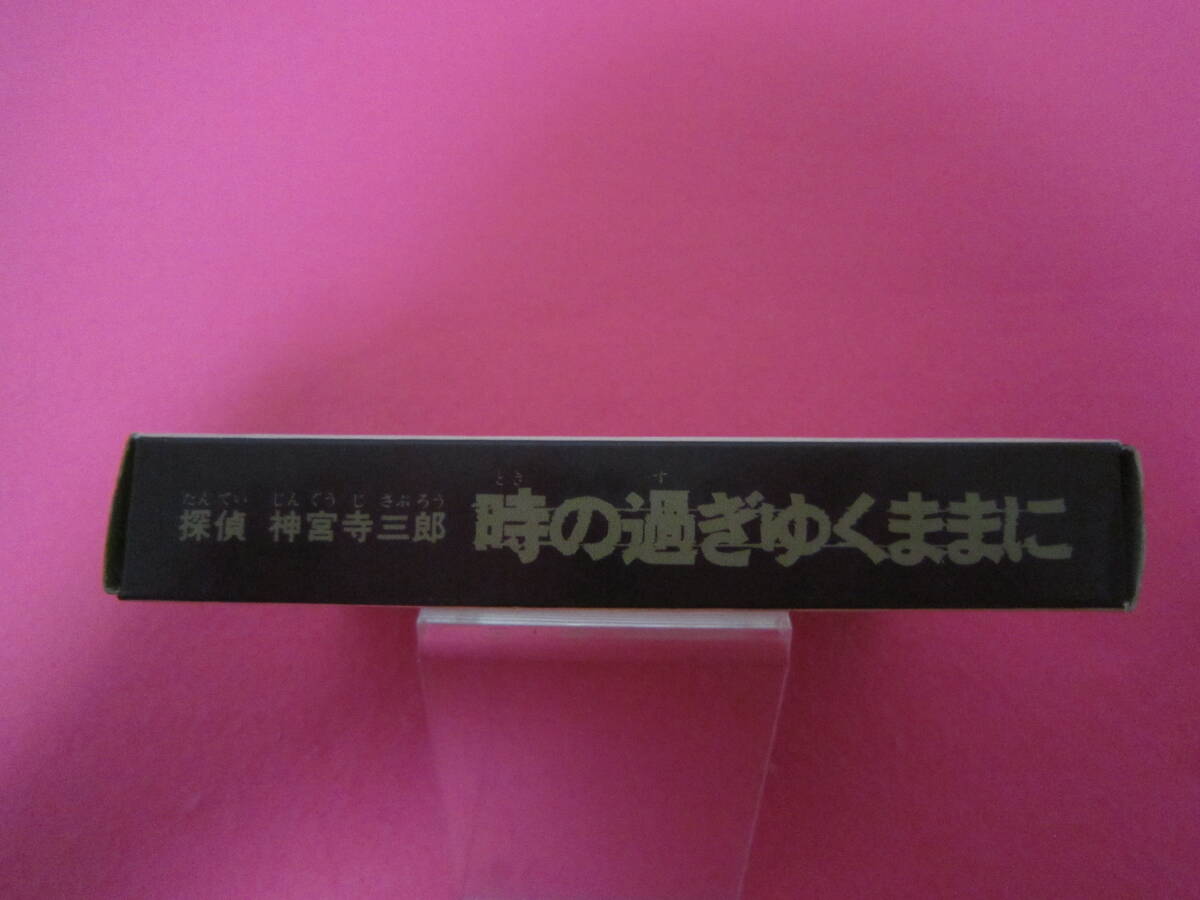 たんてい じんぐうじ さぶろう とき す
探偵 神宮寺三郎 時の過ぎゆくままに